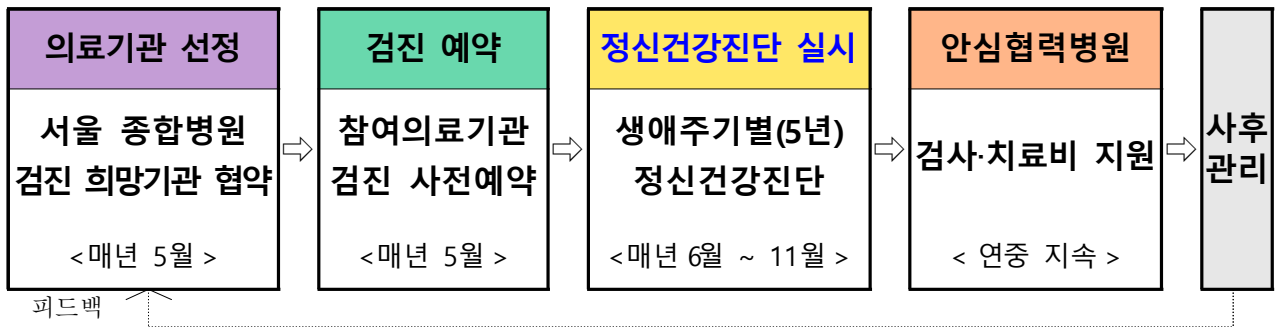 의료기관 선정
서울 종합병원
검진 희망기관 협약
<매년 5월>
검진 예약
참여의료기관
검진 사전예약
<매년 5월>
정신건강진단 실시
생애주기별(5년)
정신건강진단
<매년 6월 ~ 11월>
안심협력병원
검사·치료비 지원
< 연중 지속 >
사후
관리
피드백